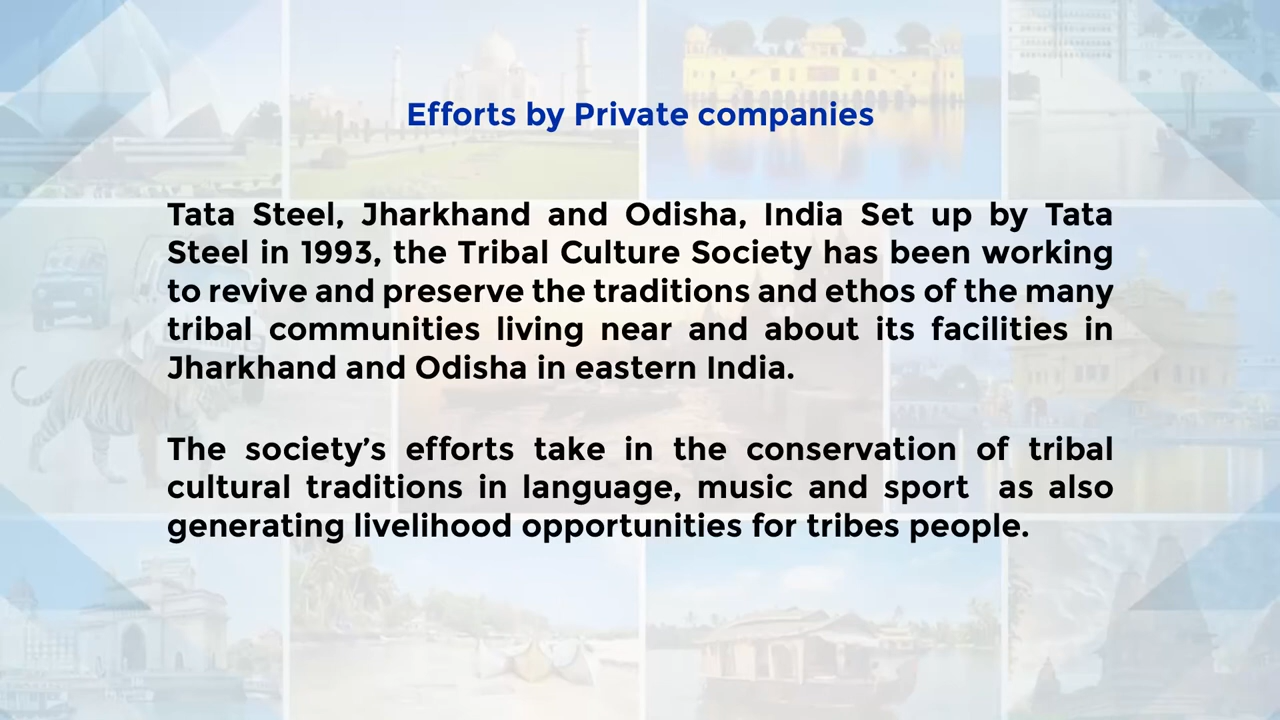 Efforts by Private companies
Tata Steel, Jharkhand and Odisha, India Set up by Tata
Steel in 1993, the Tribal Culture Society has been working
to revive and preserve the traditions and ethos of the many
tribal communities living near and about its facilities in
Jharkhand and Odisha in eastern India.
The society’s efforts take in the conservation of tribal
cultural traditions in language, music and sport as also
generating livelihood opportunities for tribes people.